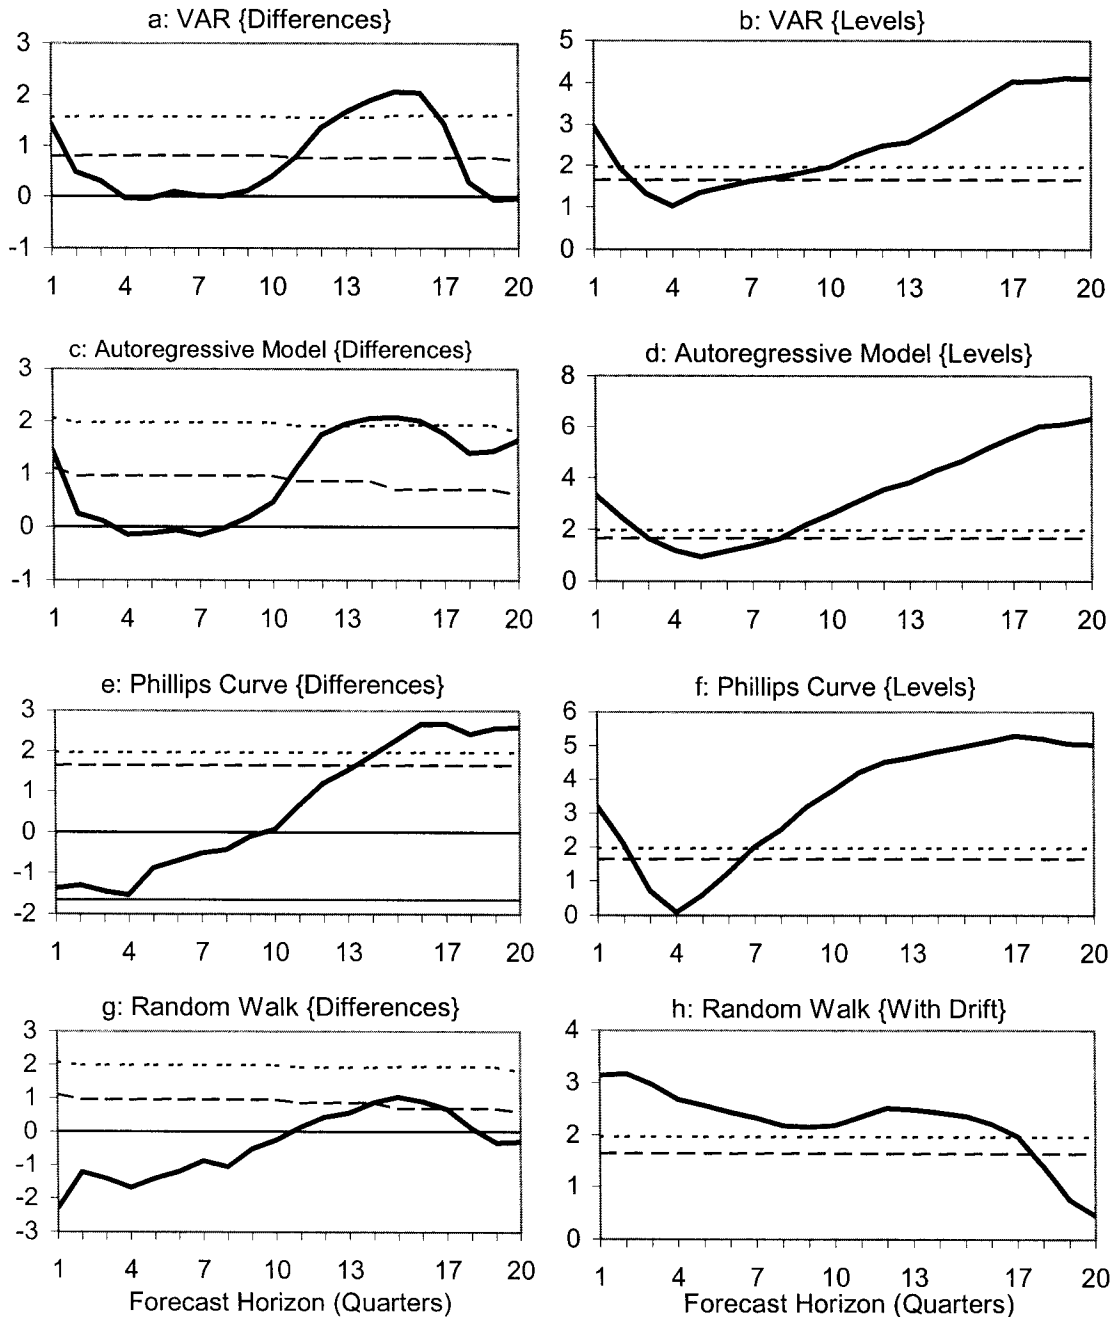 a: VAR {Differences}
3
2
1
0
-1
1 4 7 10 13 17 20
b: VAR {Levels}
5
4
3
2
1
0
1 4 7 10 13 17 20
c: Autoregressive Model {Differences}
3
2
1
0
-1
1 4 7 10 13 17 20
d: Autoregressive Model {Levels}
8
6
4
2
0
1 4 7 10 13 17 20
e: Phillips Curve {Differences}
3
2
1
0
-1
-2
1 4 7 10 13 17 20
f: Phillips Curve {Levels}
6
5
4
3
2
1
0
1 4 7 10 13 17 20
g: Random Walk {Differences}
3
2
1
0
-1
-2
-3
1 4 7 10 13 17 20
Forecast Horizon (Quarters)
h: Random Walk {With Drift}
4
3
2
1
0
1 4 7 10 13 17 20
Forecast Horizon (Quarters)